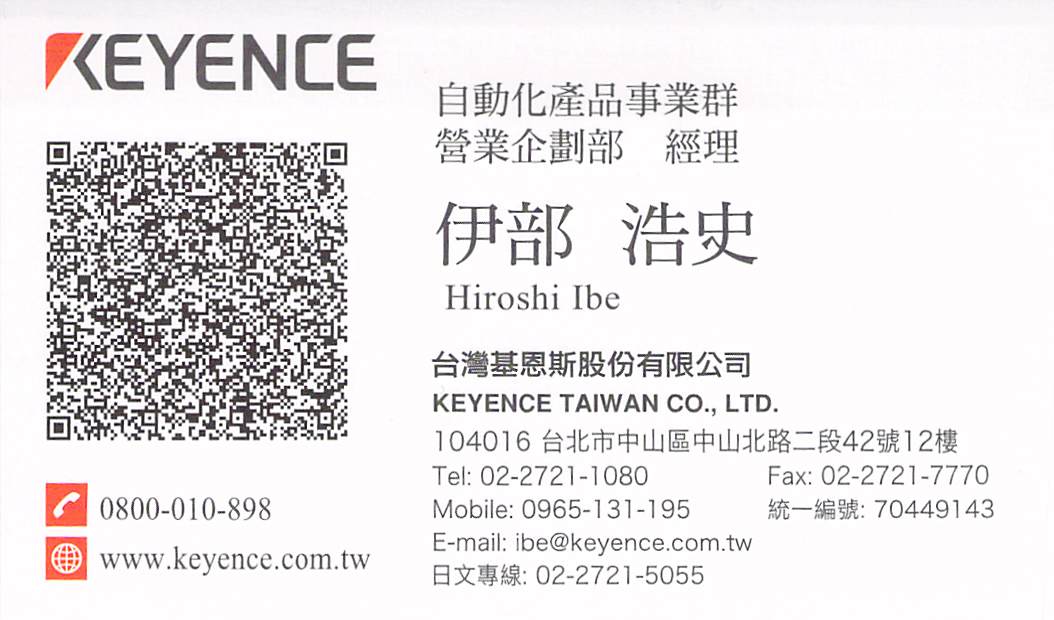 KEYENCE
自動化產品事業群
營業企劃部 經理
伊部 浩史
Hiroshi Ibe
台灣基恩斯股份有限公司
KEYENCE TAIWAN CO., LTD.
104016 台北市中山區中山北路二段42號12樓
Tel: 02-2721-1080 Fax: 02-2721-7770
Mobile: 0965-131-195 統一編號: 70449143
E-mail: ibe@keyence.com.tw
日文專線: 02-2721-5055
0800-010-898
www.keyence.com.tw